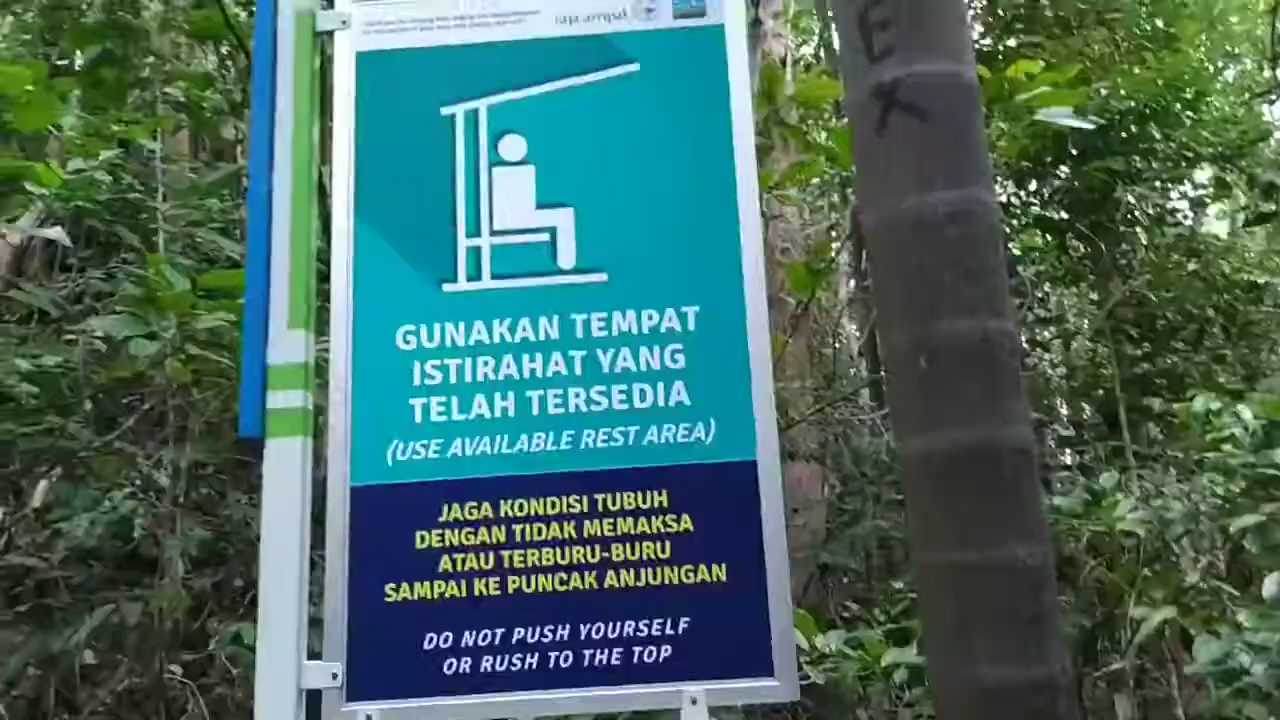 GUNAKAN TEMPAT
ISTIRAHAT YANG
TELAH TERSEDIA
(USE AVAILABLE REST AREA)
JAGA KONDISI TUBUH
DENGAN TIDAK MEMAKSA
ATAU TERBURU-BURU
SAMPAI KE PUNCAK ANJUNGAN
DO NOT PUSH YOURSELF
OR RUSH TO THE TOP
E
X